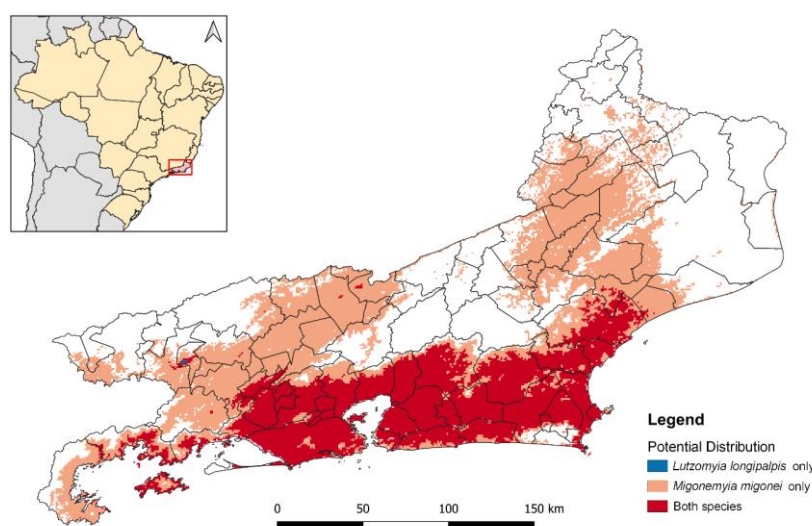 Legend
Potential Distribution
Lutzomyia longipalpis only
Migonemyia migonei only
Both species
0 50 100 150 km